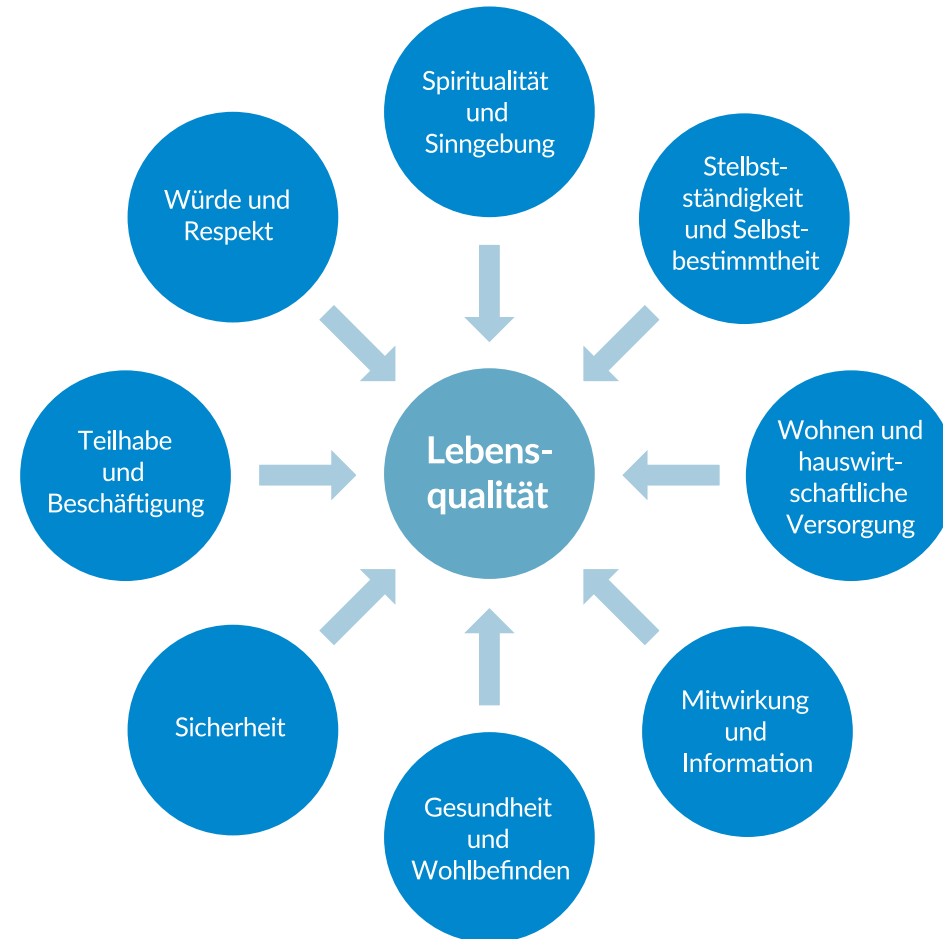 Spiritualität
und
Sinngebung
Stelbst-
ständigkeit
und Selbst-
bestimmtheit
Wohnen und
hauswirt-
schaftliche
Versorgung
Mitwirkung
und
Information
Gesundheit
und
Wohlbefinden
Sicherheit
Teilhabe
und
Beschäftigung
Würde und
Respekt
Lebens-
qualität